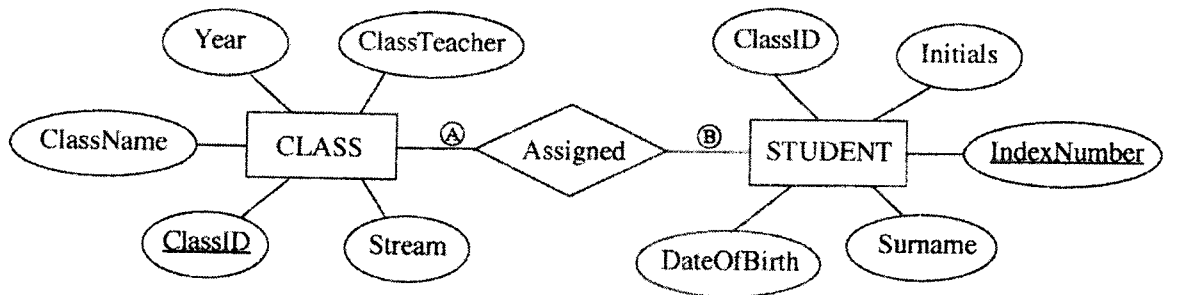 Year
ClassTeacher
ClassID
Initials
ClassName
CLASS
Ⓐ
Assigned
Ⓑ
STUDENT
IndexNumber
ClassID
Stream
DateOfBirth
Surname